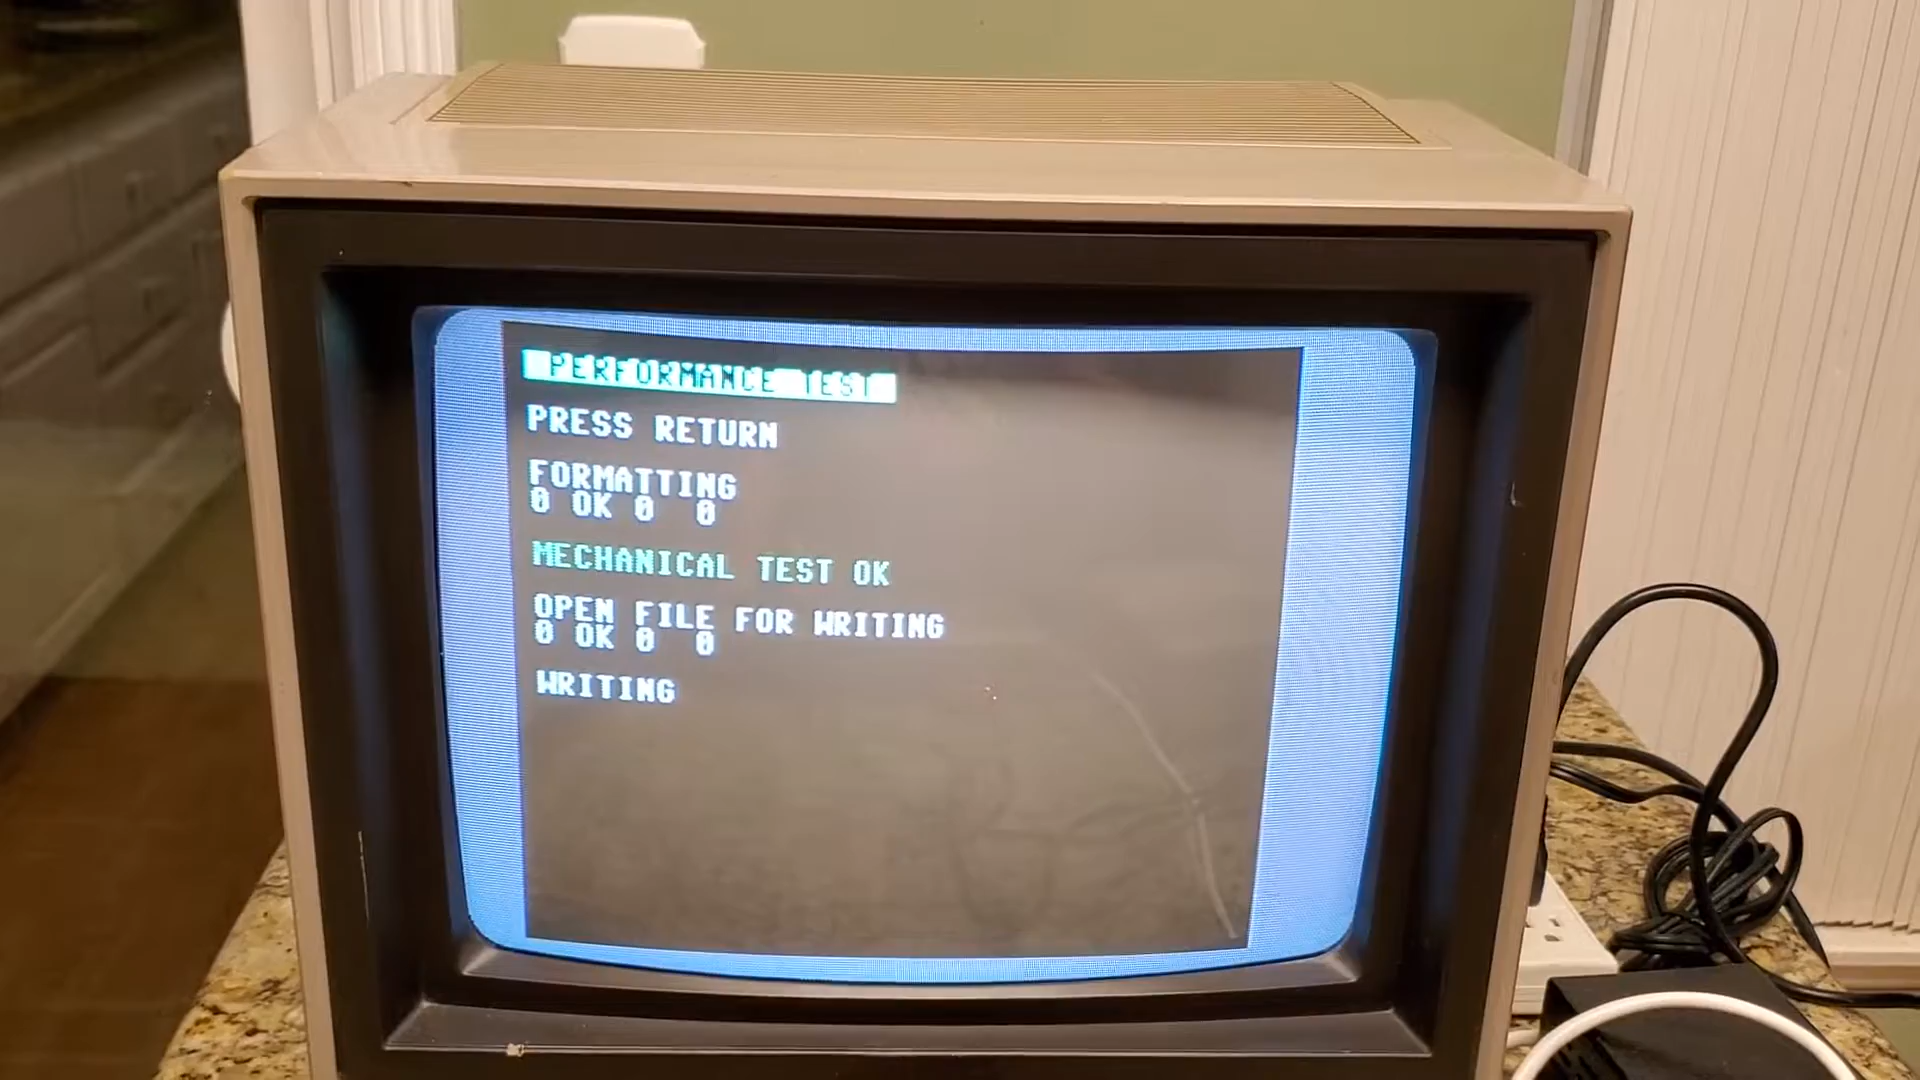 PERFORMANCE TEST
PRESS RETURN
FORMATTING
0 OK 0 0
MECHANICAL TEST OK
OPEN FILE FOR WRITING
0 OK 0 0
WRITING